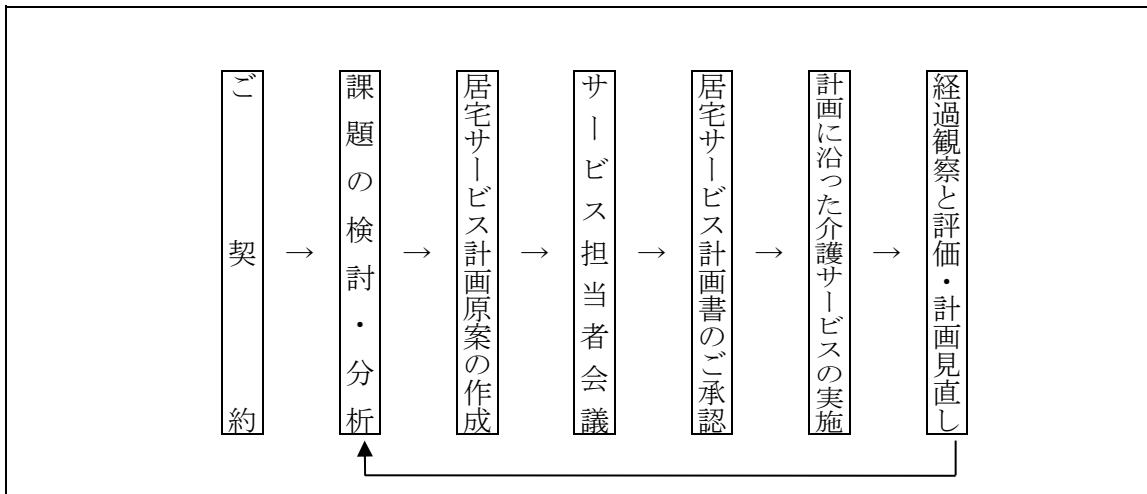 ご契約
→
課題の検討・分析
→
居宅サービス計画原案の作成
→
サービス担当者会議
→
居宅サービス計画書のご承認
→
計画に沿った介護サービスの実施
→
経過観察と評価・計画見直し